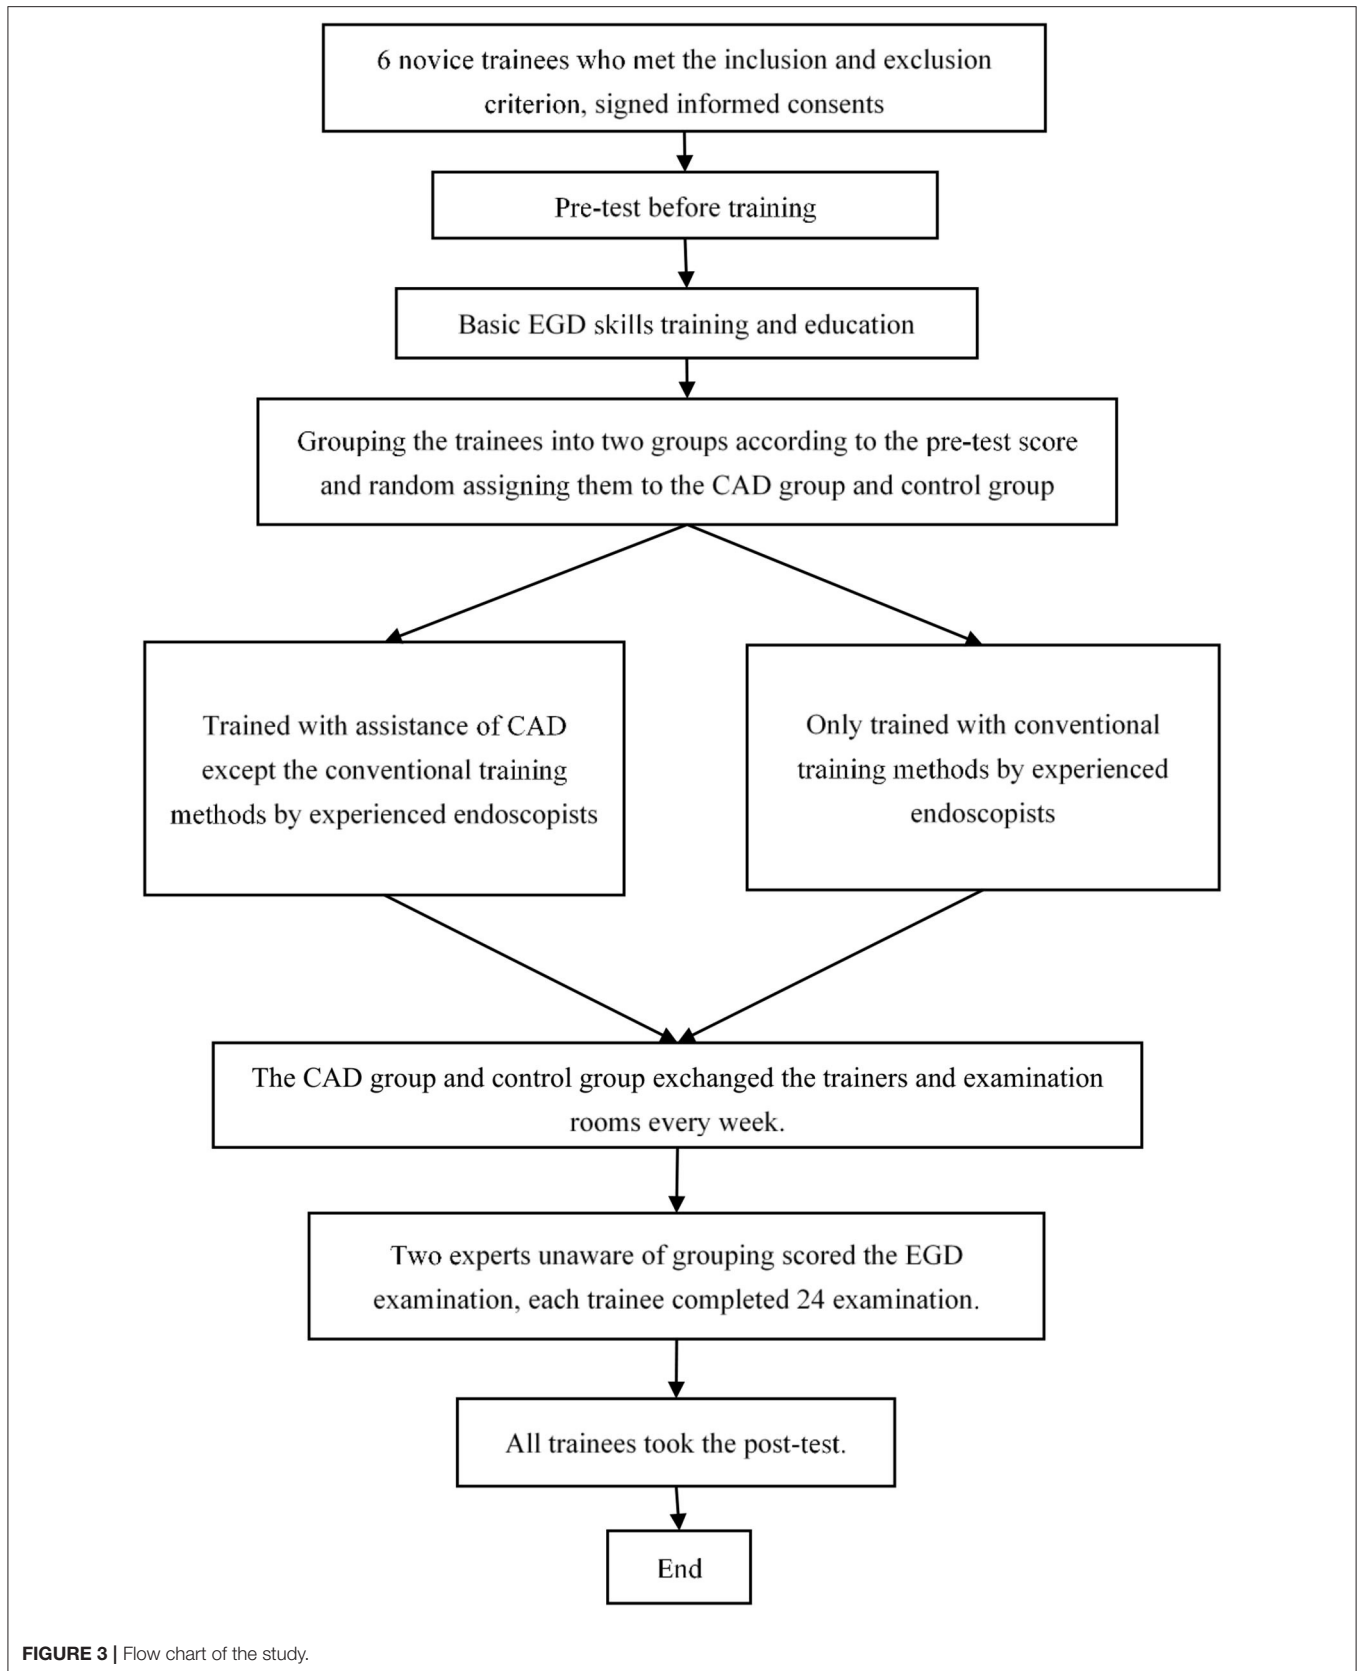 6 novice trainees who met the inclusion and exclusion
criterion, signed informed consents
Pre-test before training
Basic EGD skills training and education
Grouping the trainees into two groups according to the pre-test score
and random assigning them to the CAD group and control group
Trained with assistance of CAD
except the conventional training
methods by experienced endoscopists
Only trained with conventional
training methods by experienced
endoscopists
The CAD group and control group exchanged the trainers and examination
rooms every week.
Two experts unaware of grouping scored the EGD
examination, each trainee completed 24 examination.
All trainees took the post-test.
End
FIGURE 3 | Flow chart of the study.